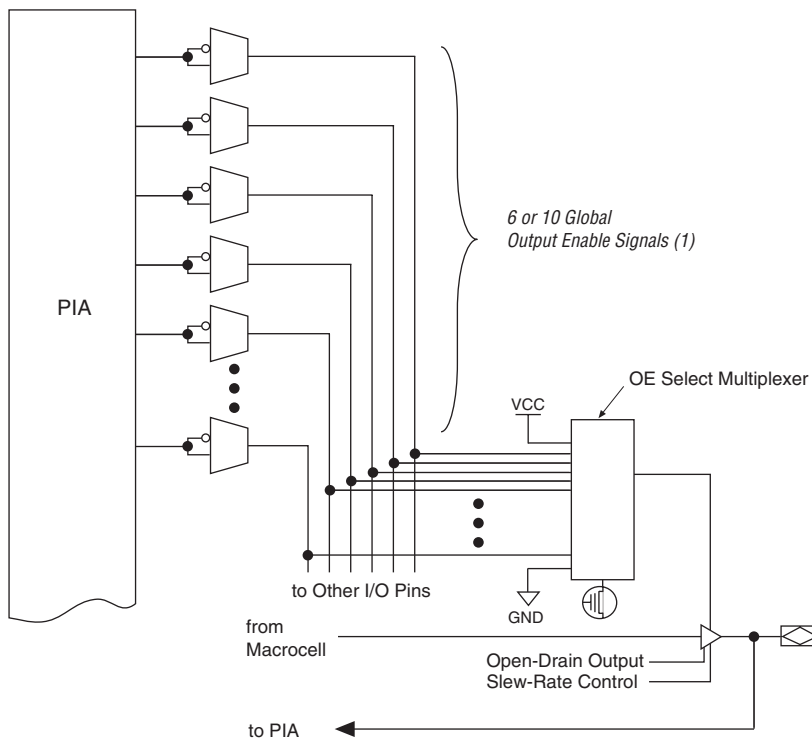 6 or 10 Global
Output Enable Signals (1)
PIA
OE Select Multiplexer
VCC
to Other I/O Pins
GND
from
Macrocell
Open-Drain Output
Slew-Rate Control
to PIA